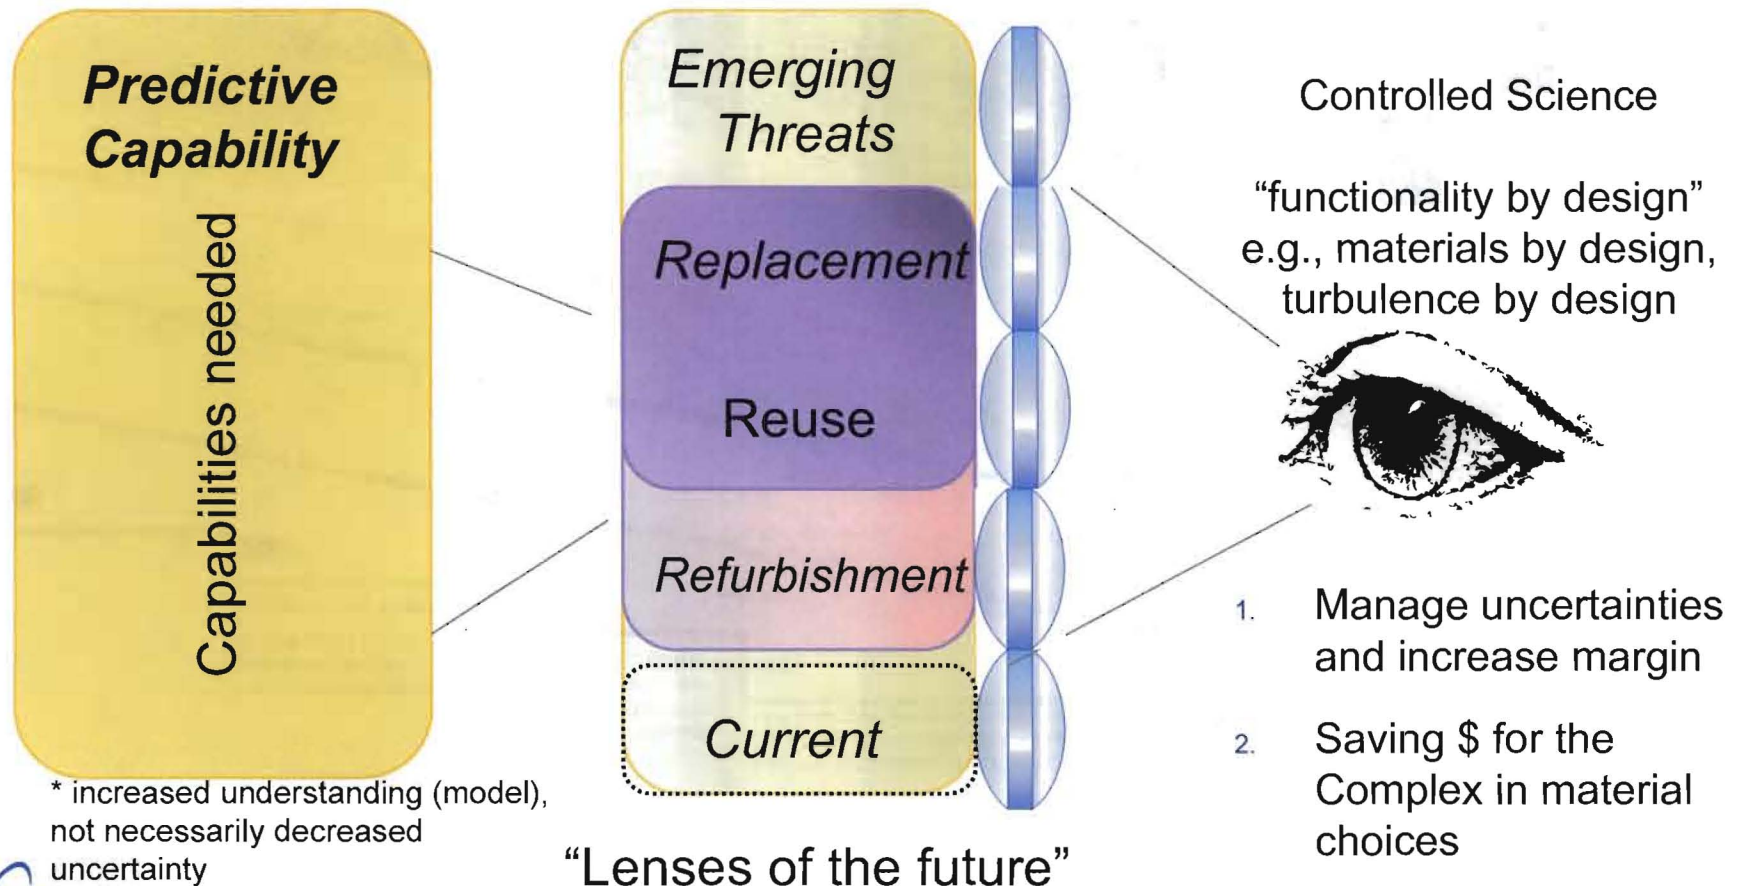 Predictive
Capability
Capabilities needed
* increased understanding (model),
not necessarily decreased
uncertainty
Emerging
Threats
Replacement
Reuse
Refurbishment
Current
“Lenses of the future”
Controlled Science
“functionality by design”
e.g., materials by design,
turbulence by design
1. Manage uncertainties
and increase margin
2. Saving $ for the
Complex in material
choices